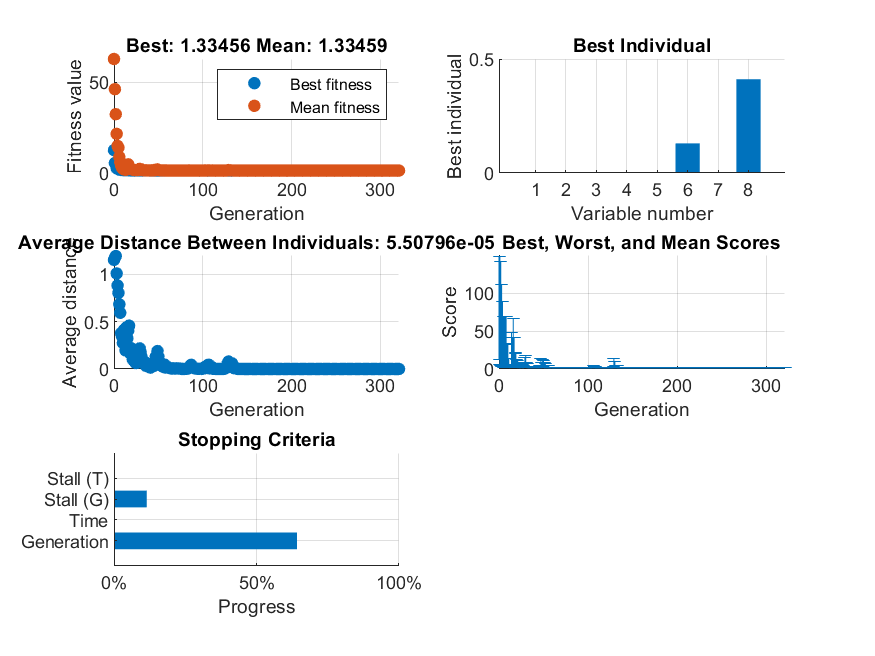 Best: 1.33456 Mean: 1.33459
Fitness value
50
0
Best fitness
Mean fitness
0 100 200 300
Generation
Best Individual
Best individual
0.5
0
1 2 3 4 5 6 7 8
Variable number
Average Distance Between Individuals: 5.50796e-05
Average distance
1
0.5
0
0 100 200 300
Generation
Best, Worst, and Mean Scores
Score
100
50
0
0 100 200 300
Generation
Stopping Criteria
Stall (T)
Stall (G)
Time
Generation
0% 50% 100%
Progress